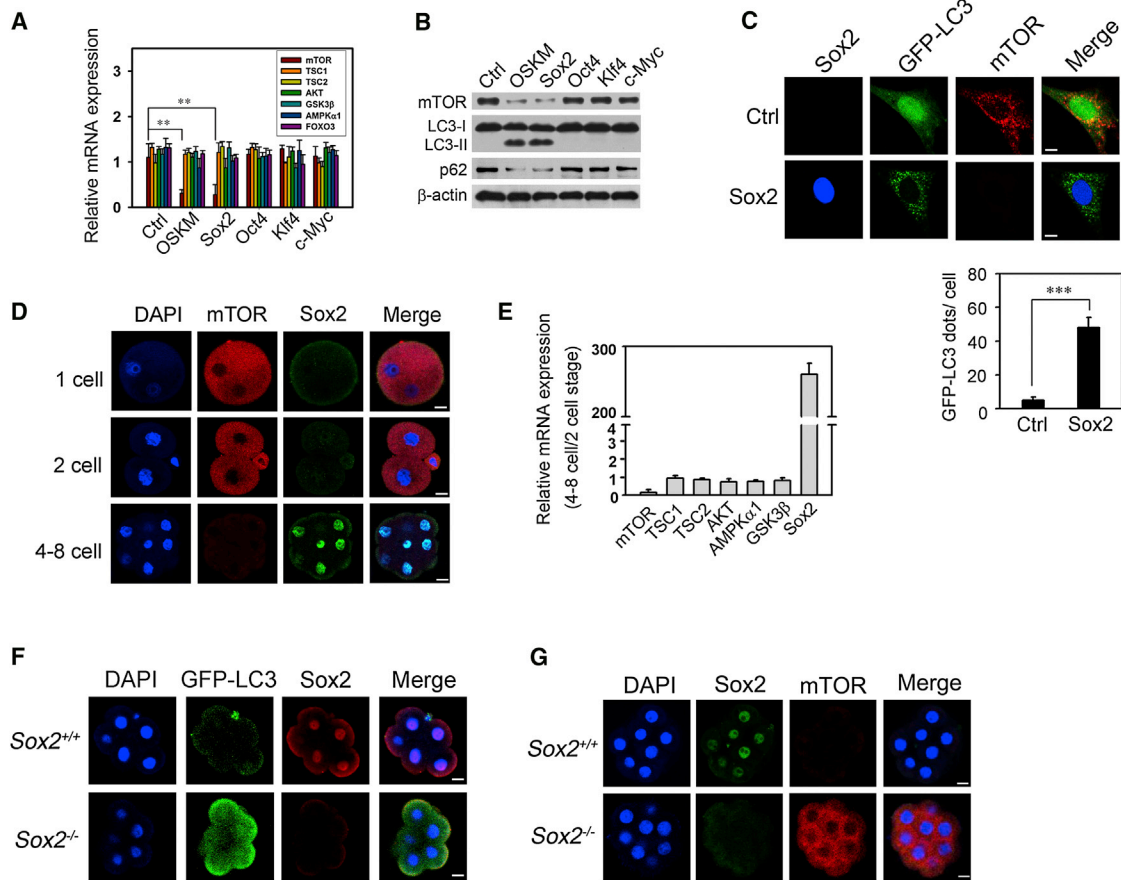 A
Relative mRNA expression
3
2
1
0
mTOR
TSC1
TSC2
AKT
GSK3β
AMPKα1
FOXO3
**
**
Ctrl
OSKM
Sox2
Oct4
Klf4
c-Myc
B
Ctrl
OSKM
Sox2
Oct4
Klf4
c-Myc
mTOR
LC3-I
LC3-II
p62
β-actin
C
Sox2
GFP-LC3
mTOR
Merge
Ctrl
Sox2
GFP-LC3 dots/ cell
80
60
40
20
0
***
Ctrl
Sox2
D
DAPI
mTOR
Sox2
Merge
1 cell
2 cell
4-8 cell
E
Relative mRNA expression
(4-8 cell/2 cell stage)
300
200
4
3
2
1
0
mTOR
TSC1
TSC2
AKT
AMPKα1
GSK3β
Sox2
F
DAPI
GFP-LC3
Sox2
Merge
Sox2+/+
Sox2-/-
G
DAPI
Sox2
mTOR
Merge
Sox2+/+
Sox2-/-